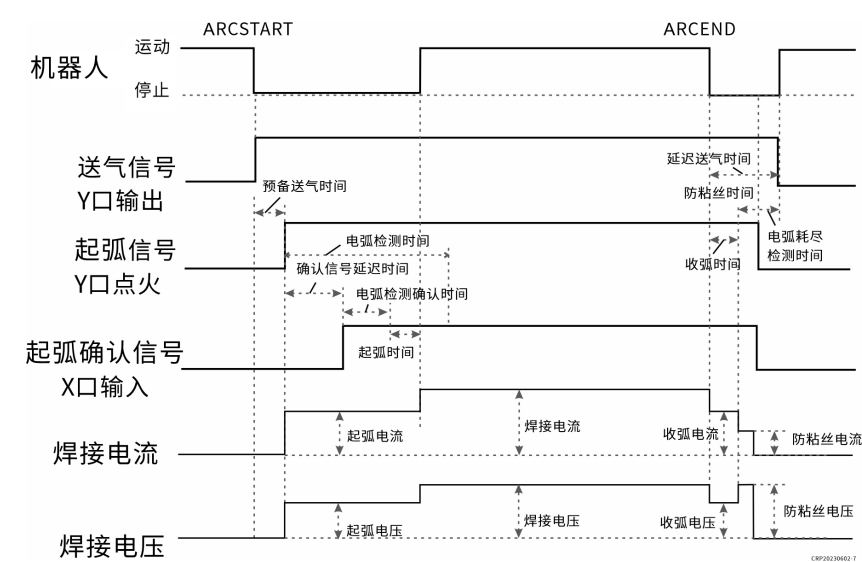 ARCSTART
ARCEND
运动
机器人
停止
送气信号
Y口输出
延迟送气时间
预备送气时间
防粘丝时间
起弧信号
Y口点火
电弧检测时间
电弧耗尽
检测时间
确认信号延迟时间
收弧时间
电弧检测确认时间
起弧确认信号
X口输入
起弧时间
焊接电流
起弧电流
焊接电流
收弧电流
防粘丝电流
焊接电压
起弧电压
焊接电压
收弧电压
防粘丝电压
CRP20230602-7